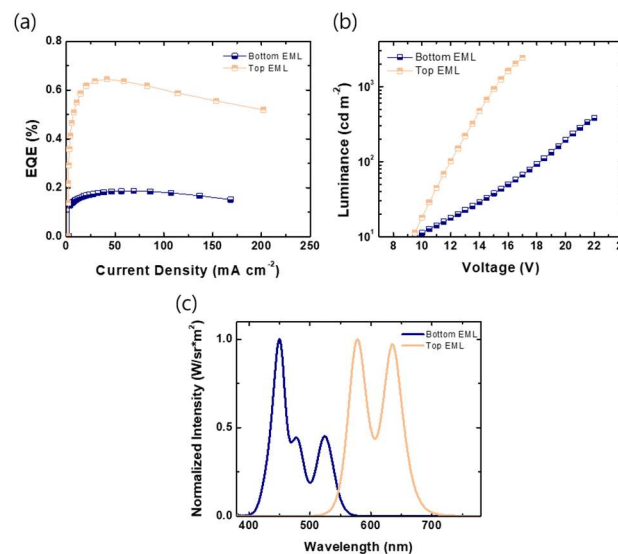 (a)
0.8
0.6
0.4
0.2
0.0
EQE (%)
Bottom EML
Top EML
0 50 100 150 200 250
Current Density (mA cm⁻²)
(b)
10³
10²
10¹
Luminance (cd m⁻²)
Bottom EML
Top EML
8 10 12 14 16 18 20 22 24
Voltage (V)
(c)
1.0
0.5
0.0
Normalized Intensity (W/sr*m²)
Bottom EML
Top EML
400 500 600 700
Wavelength (nm)